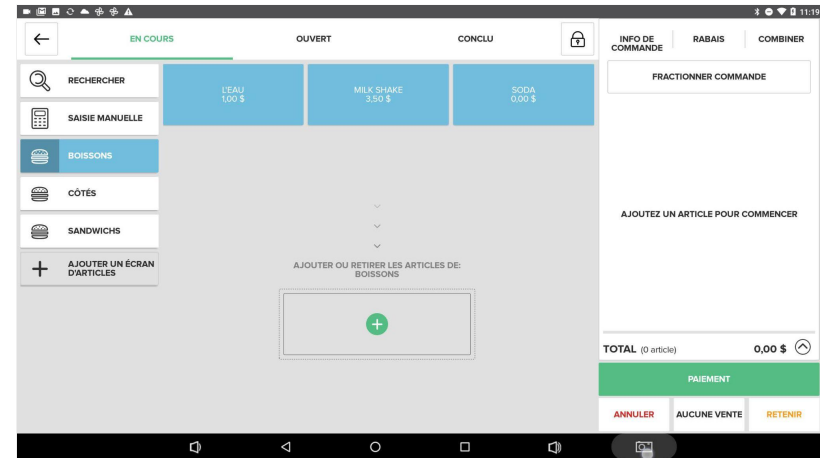 11:19
EN COURS
OUVERT
CONCLU
INFO DE
COMMANDE
RABAIS
COMBINER
RECHERCHER
SAISIE MANUELLE
BOISSONS
CÔTÉS
SANDWICHS
AJOUTER UN ÉCRAN
D'ARTICLES
L'EAU
1,00 $
MILK SHAKE
3,50 $
SODA
0,00 $
AJOUTER OU RETIRER LES ARTICLES DE:
BOISSONS
FRACTIONNER COMMANDE
AJOUTEZ UN ARTICLE POUR COMMENCER
TOTAL (0 article) 0,00 $
PAIEMENT
ANNULER
AUCUNE VENTE
RETENIR